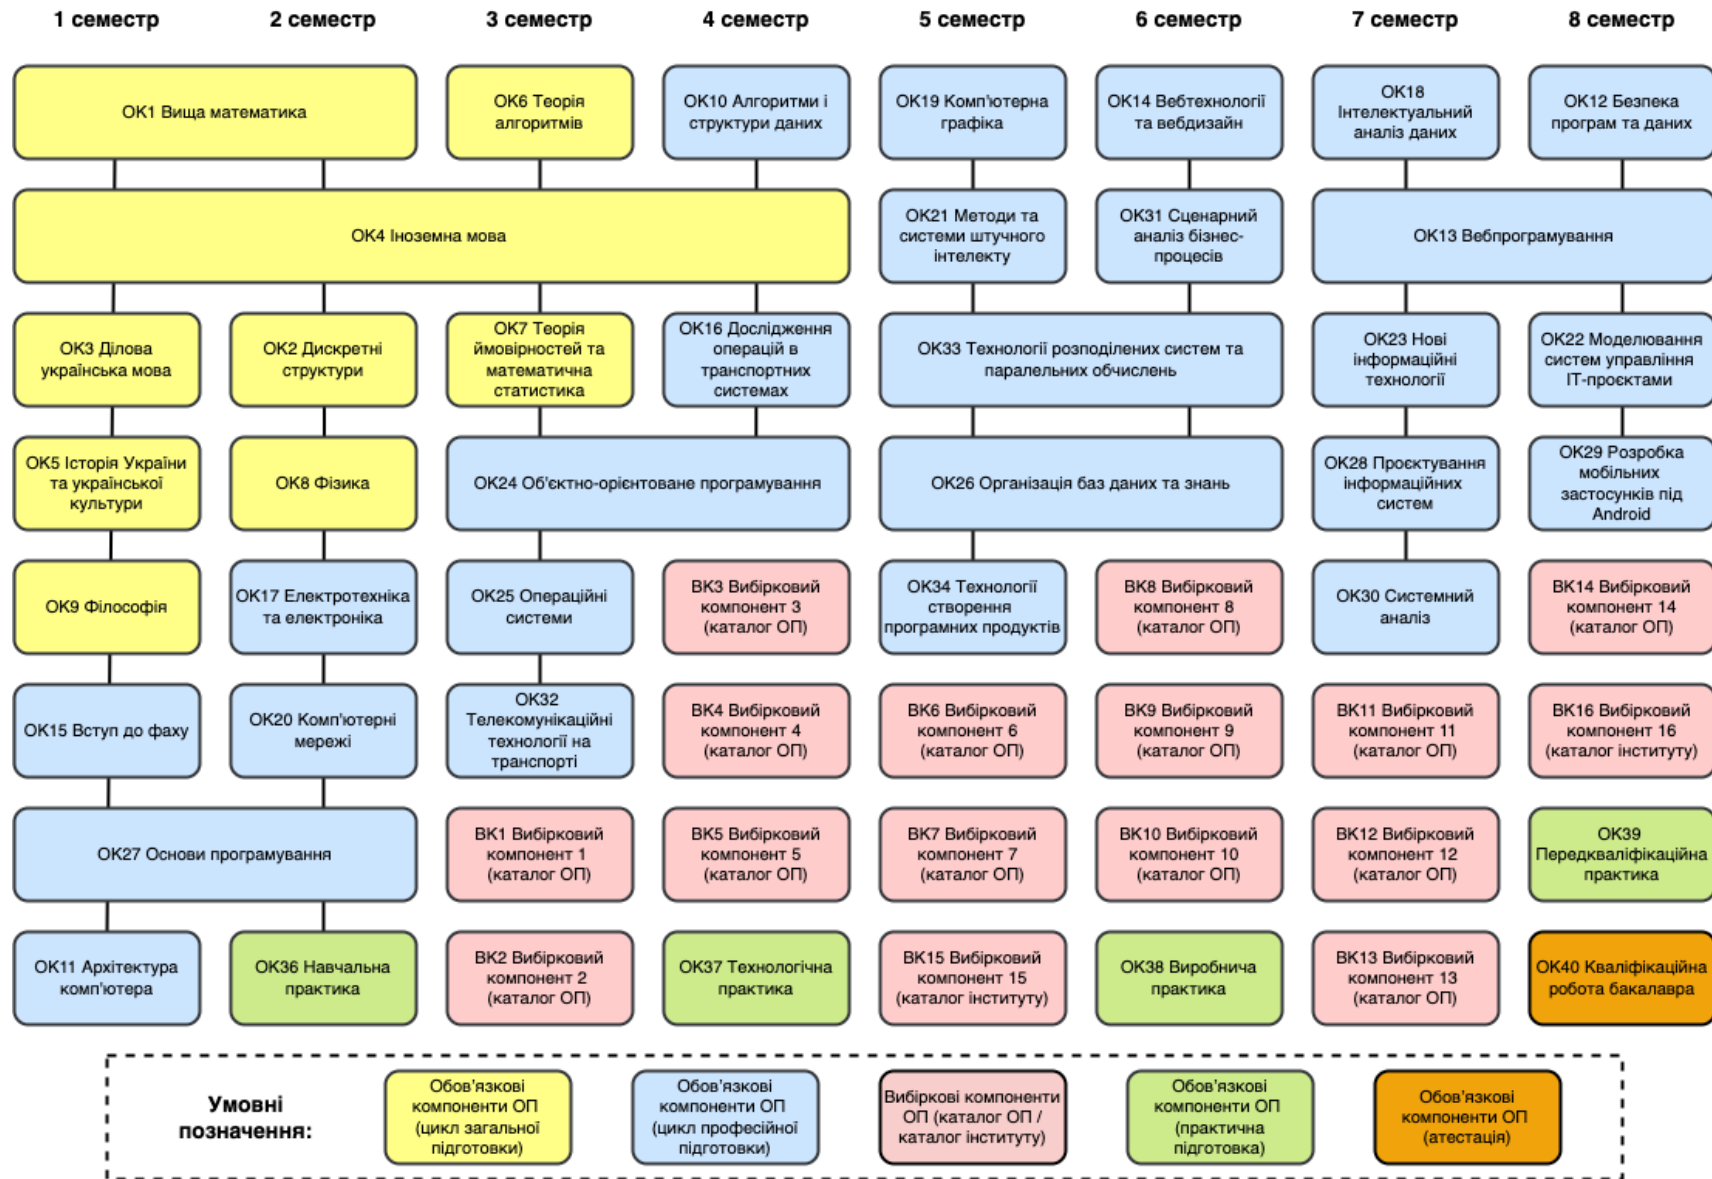 1 семестр
2 семестр
3 семестр
4 семестр
5 семестр
6 семестр
7 семестр
8 семестр
ОК1 Вища математика
ОК6 Теорія
алгоритмів
ОК10 Алгоритми і
структури даних
ОК19 Комп'ютерна
графіка
ОК14 Вебтехнології
та вебдизайн
ОК18
Інтелектуальний
аналіз даних
ОК12 Безпека
програм та даних
ОК4 Іноземна мова
ОК21 Методи та
системи штучного
інтелекту
ОК31 Сценарний
аналіз бізнес-
процесів
ОК13 Вебпрограмування
ОК3 Ділова
українська мова
ОК2 Дискретні
структури
ОК7 Теорія
ймовірностей та
математична
статистика
ОК16 Дослідження
операцій в
транспортних
системах
ОК33 Технології розподілених систем та
паралельних обчислень
ОК23 Нові
інформаційні
технології
ОК22 Моделювання
систем управління
ІТ-проєктами
ОК5 Історія України
та української
культури
ОК8 Фізика
ОК24 Об'єктно-орієнтоване програмування
ОК26 Організація баз даних та знань
ОК28 Проєктування
інформаційних
систем
ОК29 Розробка
мобільних
застосунків під
Android
ОК9 Філософія
ОК17 Електротехніка
та електроніка
ОК25 Операційні
системи
ВК3 Вибірковий
компонент 3
(каталог ОП)
ОК34 Технології
створення
програмних продуктів
ВК8 Вибірковий
компонент 8
(каталог ОП)
ОК30 Системний
аналіз
ВК14 Вибірковий
компонент 14
(каталог ОП)
ОК15 Вступ до фаху
ОК20 Комп'ютерні
мережі
ОК32
Телекомунікаційні
технології на
транспорті
ВК4 Вибірковий
компонент 4
(каталог ОП)
ВК6 Вибірковий
компонент 6
(каталог ОП)
ВК9 Вибірковий
компонент 9
(каталог ОП)
ВК11 Вибірковий
компонент 11
(каталог ОП)
ВК16 Вибірковий
компонент 16
(каталог інституту)
ОК27 Основи програмування
ВК1 Вибірковий
компонент 1
(каталог ОП)
ВК5 Вибірковий
компонент 5
(каталог ОП)
ВК7 Вибірковий
компонент 7
(каталог ОП)
ВК10 Вибірковий
компонент 10
(каталог ОП)
ВК12 Вибірковий
компонент 12
(каталог ОП)
ОК39
Передкваліфікаційна
практика
ОК11 Архітектура
комп'ютера
ОК36 Навчальна
практика
ВК2 Вибірковий
компонент 2
(каталог ОП)
ОК37 Технологічна
практика
ВК15 Вибірковий
компонент 15
(каталог інституту)
ОК38 Виробнича
практика
ВК13 Вибірковий
компонент 13
(каталог ОП)
ОК40 Кваліфікаційна
робота бакалавра
Умовні
позначення:
Обов'язкові
компоненти ОП
(цикл загальної
підготовки)
Обов'язкові
компоненти ОП
(цикл професійної
підготовки)
Вибіркові компоненти
ОП (каталог ОП /
каталог інституту)
Обов'язкові
компоненти ОП
(практична
підготовка)
Обов'язкові
компоненти ОП
(атестація)